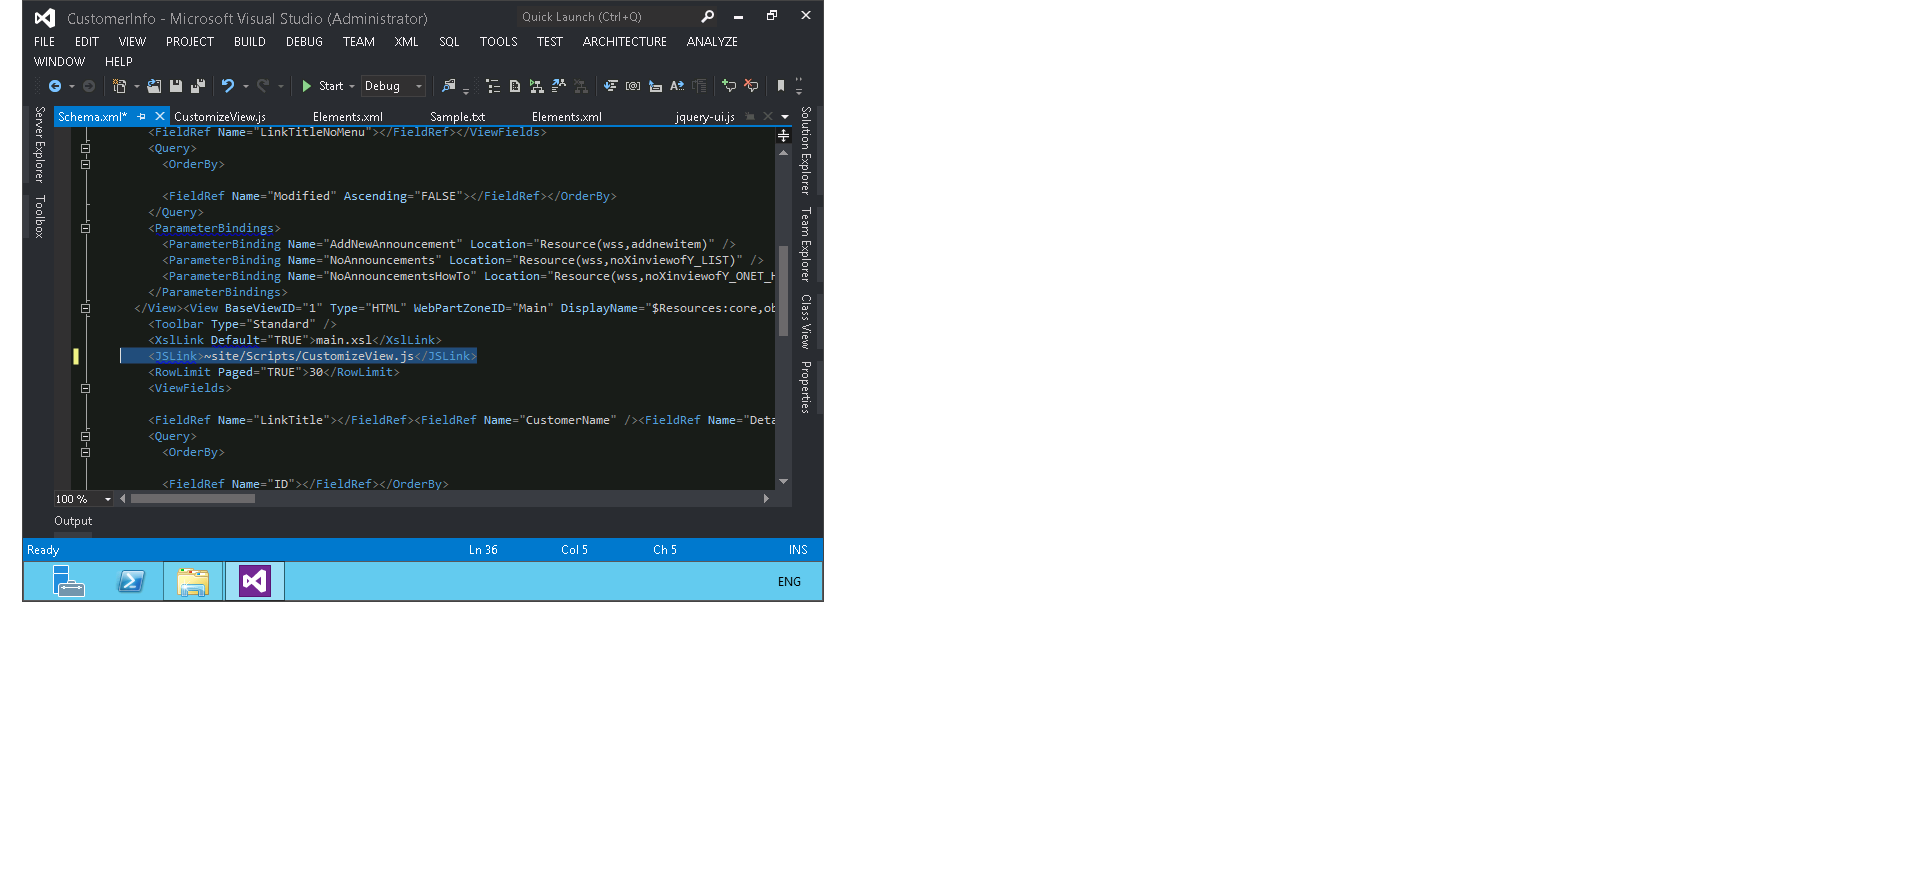 CustomerInfo - Microsoft Visual Studio (Administrator)
Quick Launch (Ctrl+Q)
FILE EDIT VIEW PROJECT BUILD DEBUG TEAM XML SQL TOOLS TEST ARCHITECTURE ANALYZE
WINDOW HELP
Start Debug
Server Explorer
Toolbox
Schema.xml* CustomizeView.js Elements.xml Sample.txt Elements.xml jquery-ui.js
<FieldRef Name="LinkTitleNoMenu"></FieldRef></ViewFields>
<Query>
<OrderBy>
<FieldRef Name="Modified" Ascending="FALSE"></FieldRef></OrderBy>
</Query>
<ParameterBindings>
<ParameterBinding Name="AddNewAnnouncement" Location="Resource(wss,addnewitem)" />
<ParameterBinding Name="NoAnnouncements" Location="Resource(wss,noXinviewofY_LIST)" />
<ParameterBinding Name="NoAnnouncementsHowTo" Location="Resource(wss,noXinviewofY_ONET_H
</ParameterBindings>
</View><View BaseViewID="1" Type="HTML" WebPartZoneID="Main" DisplayName="$Resources:core,ob
<Toolbar Type="Standard" />
<XslLink Default="TRUE">main.xsl</XslLink>
<JSLink>~site/Scripts/CustomizeView.js</JSLink>
<RowLimit Paged="TRUE">30</RowLimit>
<ViewFields>
<FieldRef Name="LinkTitle"></FieldRef><FieldRef Name="CustomerName" /><FieldRef Name="Deta
<Query>
<OrderBy>
<FieldRef Name="ID"></FieldRef></OrderBy>
100 %
Solution Explorer
Team Explorer
Class View
Properties
Output
Ready Ln 36 Col 5 Ch 5 INS
ENG